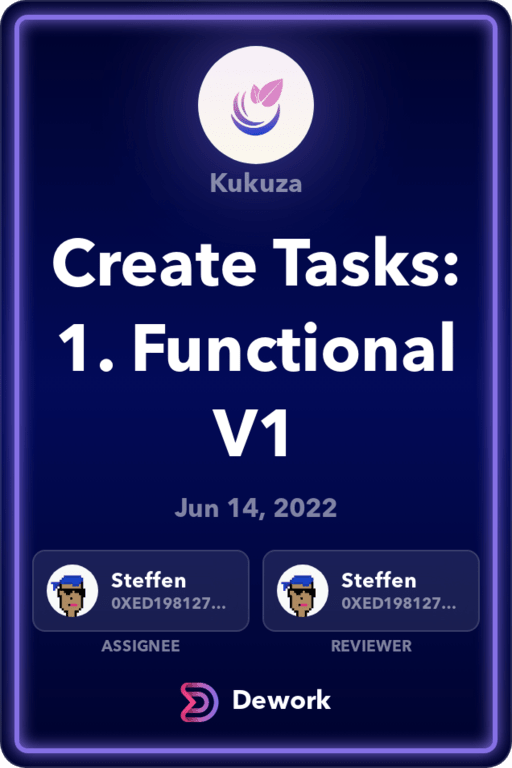 Kukuza
Create Tasks:
1. Functional
V1
Jun 14, 2022
Steffen
0XED198127...
ASSIGNEE
Steffen
0XED198127...
REVIEWER
Dework